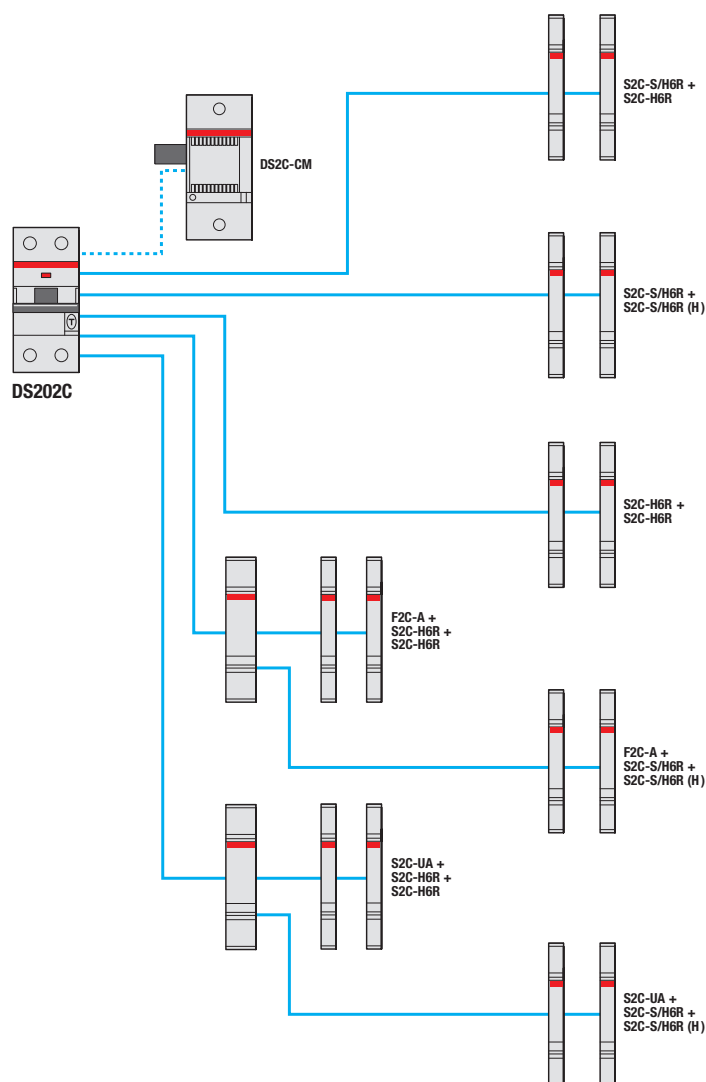 S2C-S/H6R +
S2C-H6R
DS2C-CM
S2C-S/H6R +
S2C-S/H6R (H)
T
DS202C
S2C-H6R +
S2C-H6R
F2C-A +
S2C-H6R +
S2C-H6R
F2C-A +
S2C-S/H6R +
S2C-S/H6R (H)
S2C-UA +
S2C-H6R +
S2C-H6R
S2C-UA +
S2C-S/H6R +
S2C-S/H6R (H)